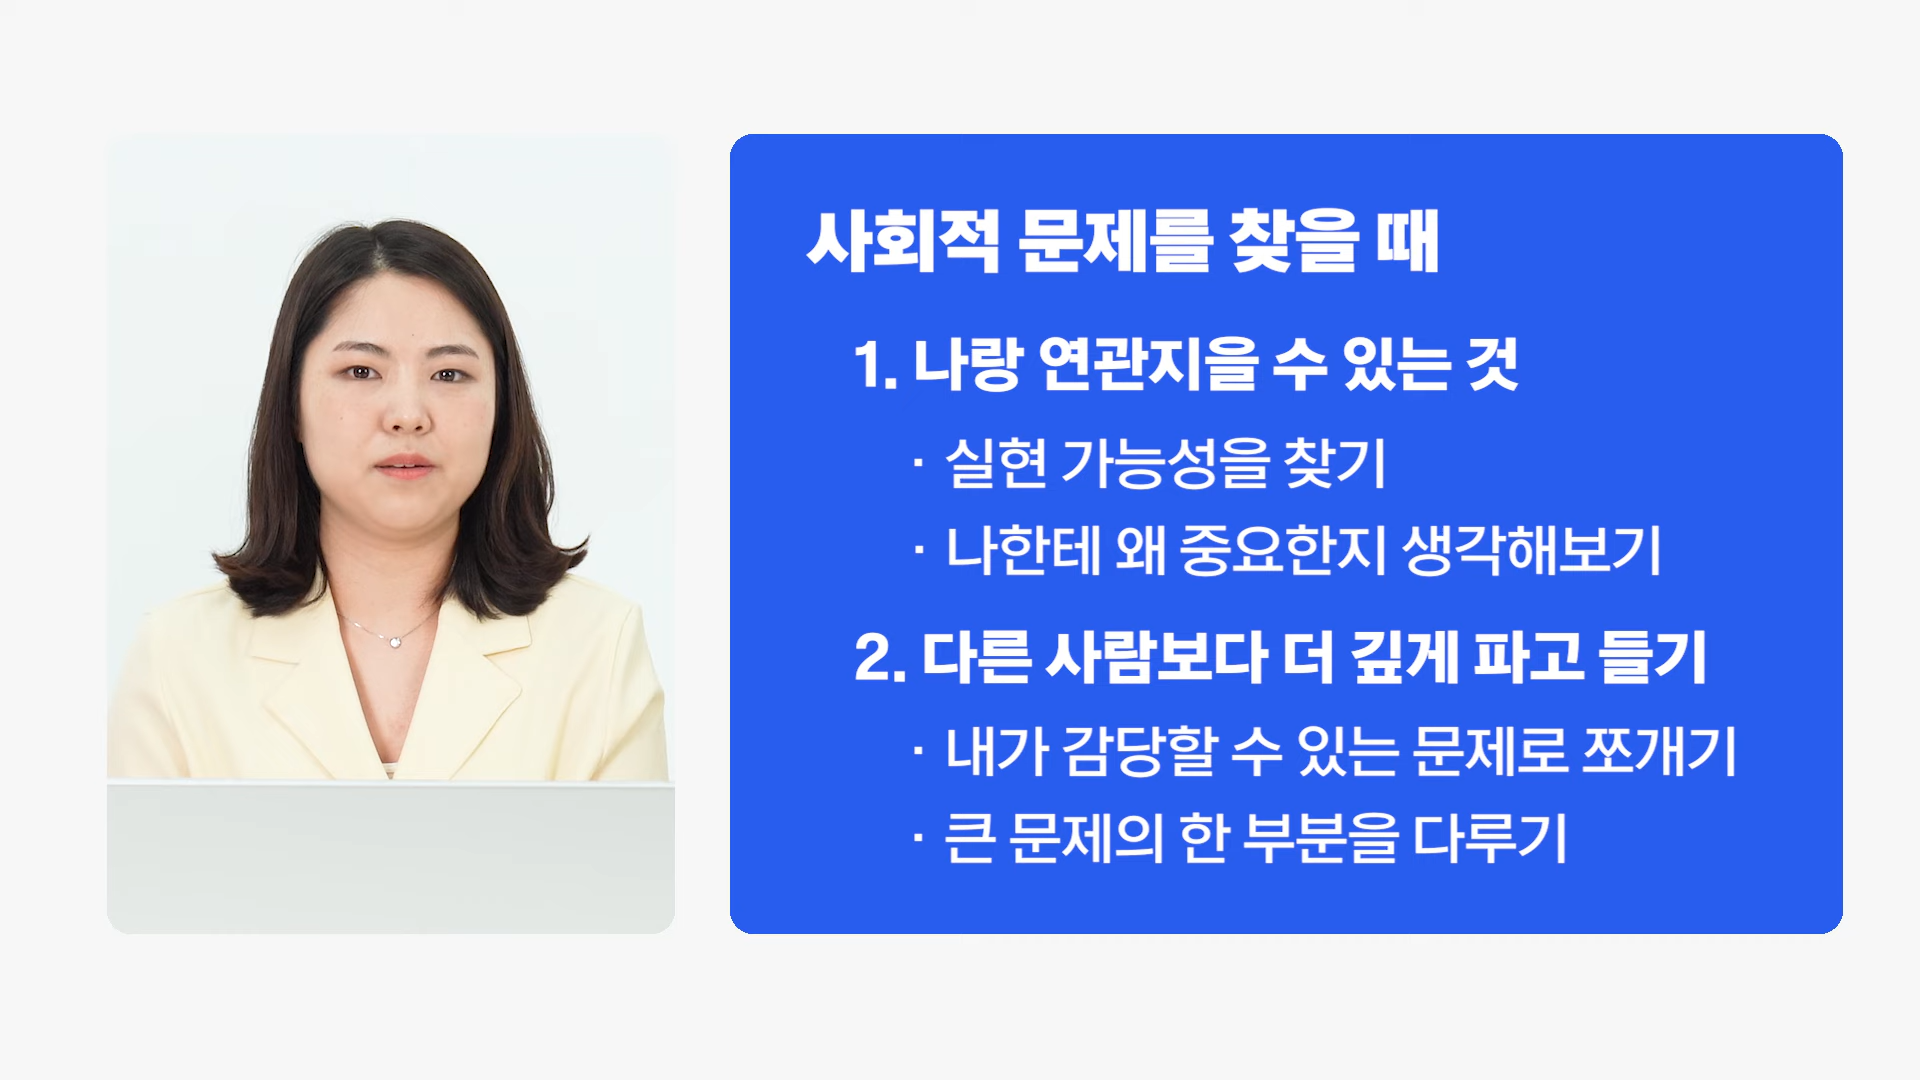 사회적 문제를 찾을 때
1. 나랑 연관지을 수 있는 것
· 실현 가능성을 찾기
· 나한테 왜 중요한지 생각해보기
2. 다른 사람보다 더 깊게 파고 들기
· 내가 감당할 수 있는 문제로 쪼개기
· 큰 문제의 한 부분을 다루기